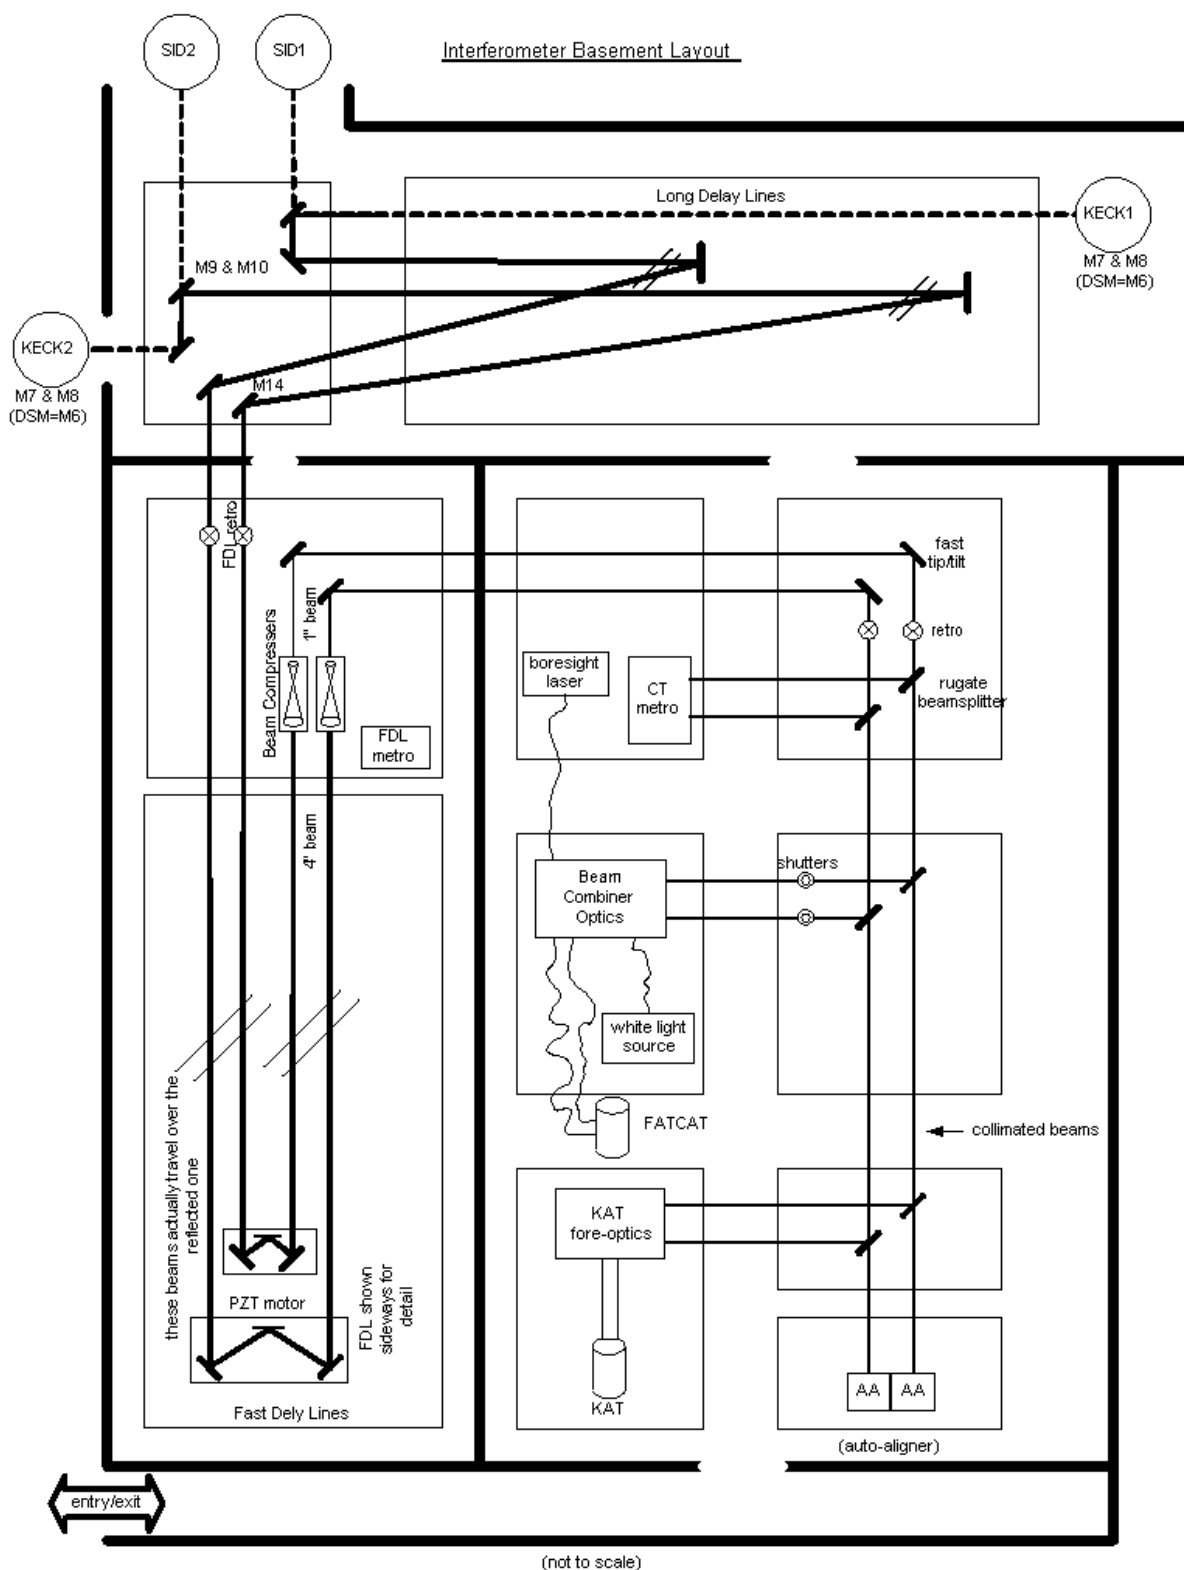 SID2
SID1
Interferometer Basement Layout
Long Delay Lines
KECK1
M7 & M8
(DSM=M6)
M9 & M10
KECK2
M7 & M8
(DSM=M6)
M14
FDL retro
fast
tip/tilt
1" beam
Beam Compressers
retro
boresight
laser
CT
metro
rugate
beamsplitter
FDL
metro
4" beam
shutters
Beam
Combiner
Optics
white light
source
these beams actually travel over the
reflected one
FATCAT
collimated beams
KAT
fore-optics
PZT motor
FDL shown
sideways for
detail
AA
AA
KAT
Fast Dely Lines
(auto-aligner)
entry/exit
(not to scale)